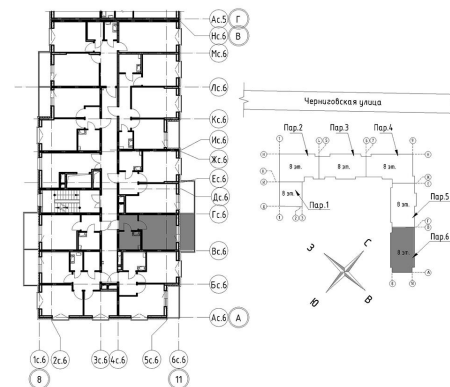 Ас.5 Г
Нс.6 В
Мс.6
Лс.6
Кс.6
Ис.6
Жс.6
Ес.6
Дс.6
Гс.6
Вс.6
Бс.6
Ас.6 А
1с.6 2с.6 3с.6 4с.6 5с.6 6с.6
8 11
Черниговская улица
Пар.2 Пар.3 Пар.4
8 эт. 8 эт. 8 эт.
8 эт.
Пар.1
Пар.5
Пар.6
8 эт.
З С
Ю В